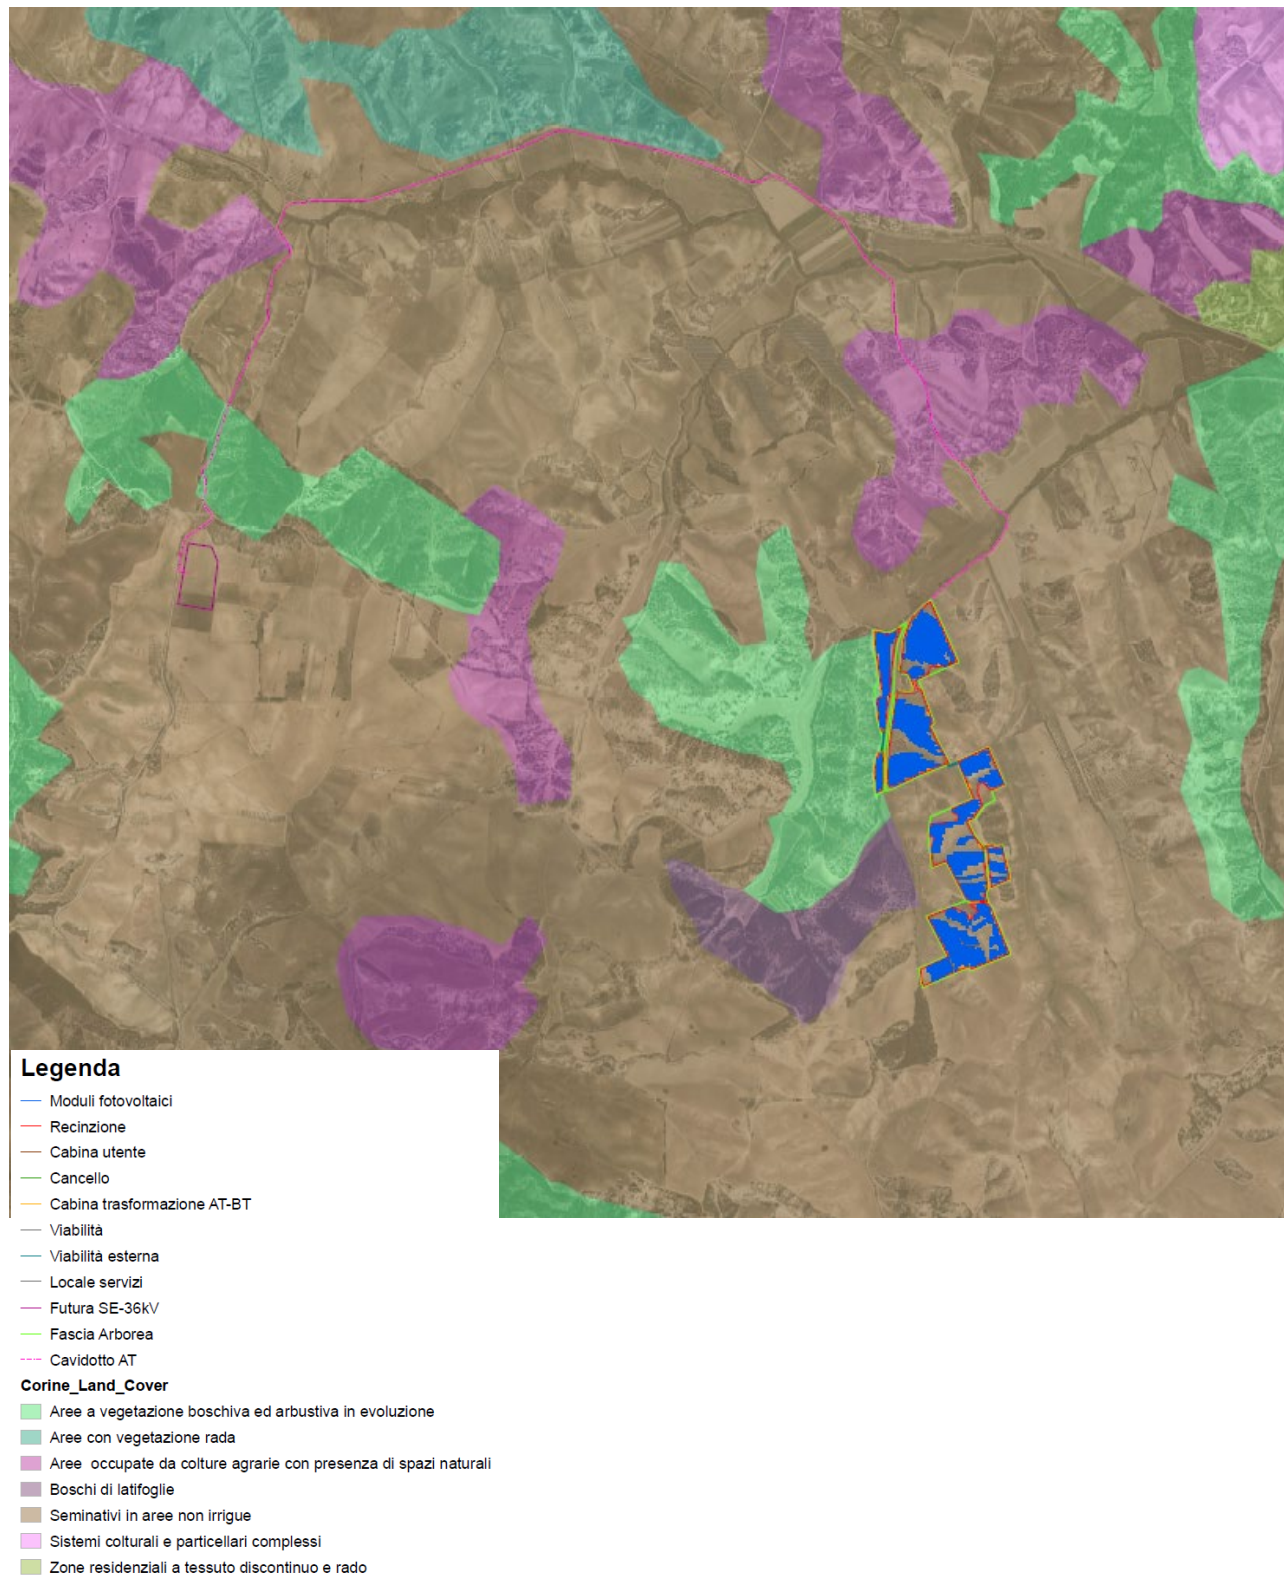 Legenda
Moduli fotovoltaici
Recinzione
Cabina utente
Cancello
Cabina trasformazione AT-BT
Viabilità
Viabilità esterna
Locale servizi
Futura SE-36kV
Fascia Arborea
Cavidotto AT
Corine_Land_Cover
Aree a vegetazione boschiva ed arbustiva in evoluzione
Aree con vegetazione rada
Aree occupate da colture agrarie con presenza di spazi naturali
Boschi di latifoglie
Seminativi in aree non irrigue
Sistemi colturali e particellari complessi
Zone residenziali a tessuto discontinuo e rado